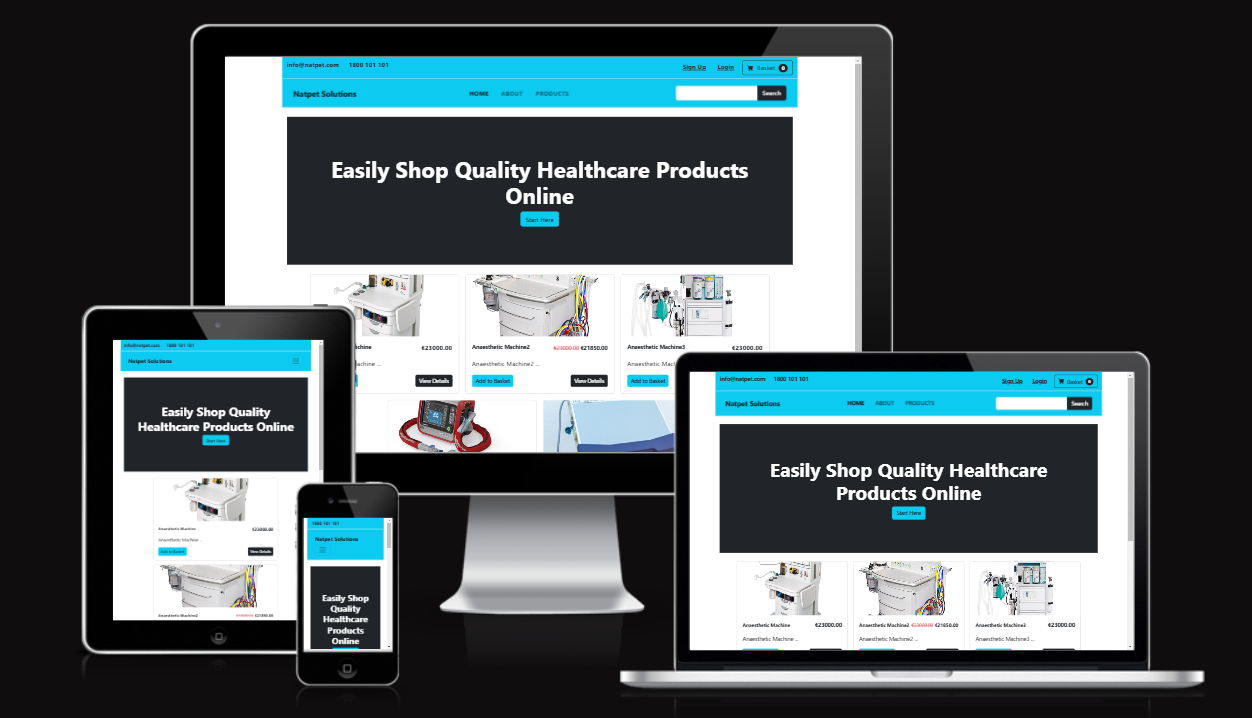 info@natpet.com 1800 101 101 Sign Up Login Basket 0
Natpet Solutions HOME ABOUT PRODUCTS Search
Easily Shop Quality Healthcare Products
Online
Start Here
chine €23000.00
achine ...
View Details
Anaesthetic Machine2 €23000.00 €21850.00
Anaesthetic Machine2 ...
Add to Basket View Details
Anaesthetic Machine3 €23000.00
Anaesthetic Mac
Add to Basket
info@natpet.com 1800 101 101
Natpet Solutions
Easily Shop Quality
Healthcare Products Online
Start Here
Anaesthetic Machine €23000.00
Anaesthetic Machine ...
Add to Basket View Details
Anaesthetic Machine2 €23000.00 €21850.00
1800 101 101
Natpet Solutions
Easily Shop
Quality
Healthcare
Products
Online
info@natpet.com 1800 101 101 Sign Up Login Basket 0
Natpet Solutions HOME ABOUT PRODUCTS Search
Easily Shop Quality Healthcare
Products Online
Start Here
Anaesthetic Machine €23000.00
Anaesthetic Machine ...
Anaesthetic Machine2 €23000.00 €21850.00
Anaesthetic Machine2 ...
Anaesthetic Machine3 €23000.00
Anaesthetic Machine3 ...